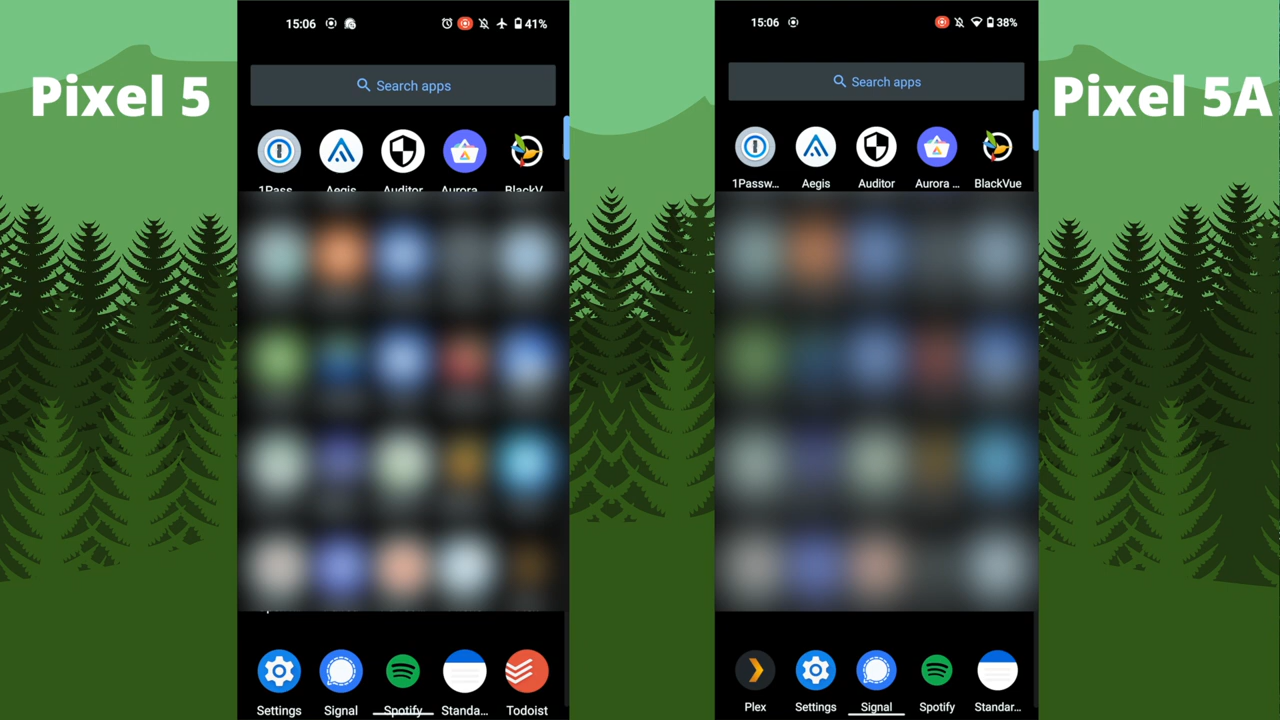 Pixel 5
15:06
41%
Search apps
1Pass
Aegis
Auditor
Aurora
BlackV
Settings
Signal
Spotify
Standa...
Todoist
15:06
38%
Search apps
1Passw...
Aegis
Auditor
Aurora ...
BlackVue
Plex
Settings
Signal
Spotify
Standar...
Pixel 5A